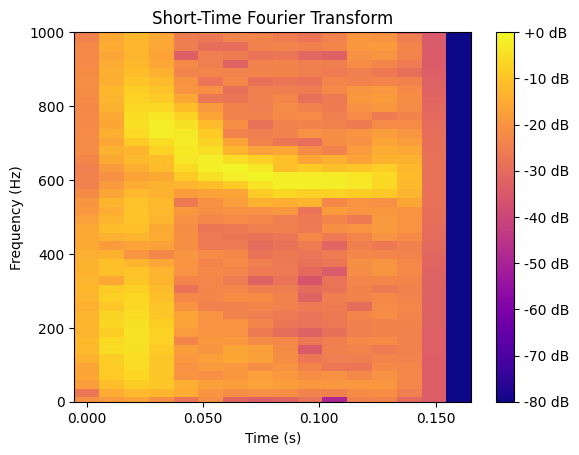 Short-Time Fourier Transform
1000
800
600
400
200
0
Frequency (Hz)
0.000
0.050
0.100
0.150
Time (s)
+0 dB
-10 dB
-20 dB
-30 dB
-40 dB
-50 dB
-60 dB
-70 dB
-80 dB